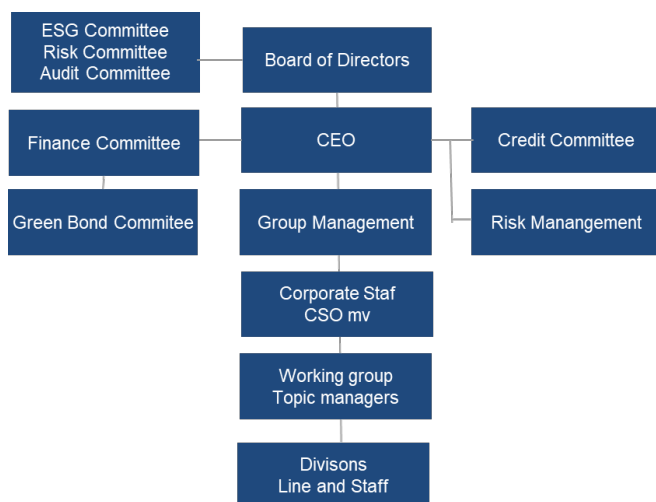 ESG Committee
Risk Committee
Audit Committee
Board of Directors
Finance Committee
CEO
Credit Committee
Green Bond Commitee
Group Management
Risk Manangement
Corporate Staf
CSO mv
Working group
Topic managers
Divisons
Line and Staff